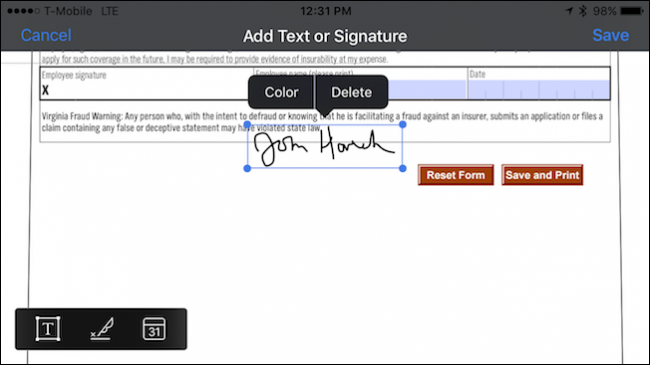 T-Mobile LTE 12:31 PM 98%
Cancel Add Text or Signature Save
apply for such coverage in the future, I may be required to provide evidence of insurability at my expense.
Employee signature Employee name (please print) Date
X
Color Delete
Virginia Fraud Warning: Any person who, with the intent to defraud or knowing that he is facilitating a fraud against an insurer, submits an application or files a
claim containing any false or deceptive statement may have violated state law.
Josh
Reset Form Save and Print
T 31